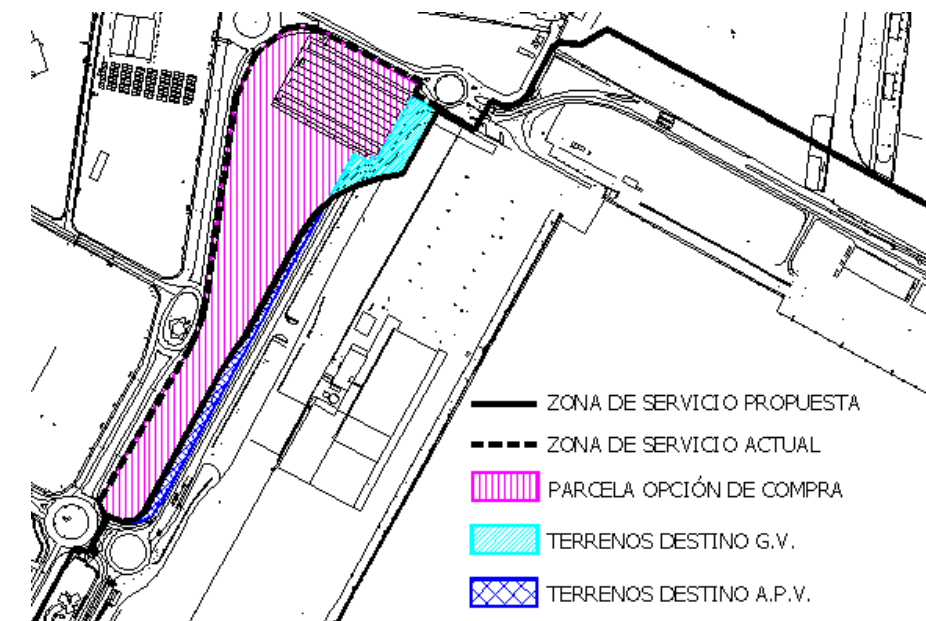 ZONA DE SERVICIO PROPUESTA
ZONA DE SERVICIO ACTUAL
PARCELA OPCIÓN DE COMPRA
TERRENOS DESTINO G.V.
TERRENOS DESTINO A.P.V.